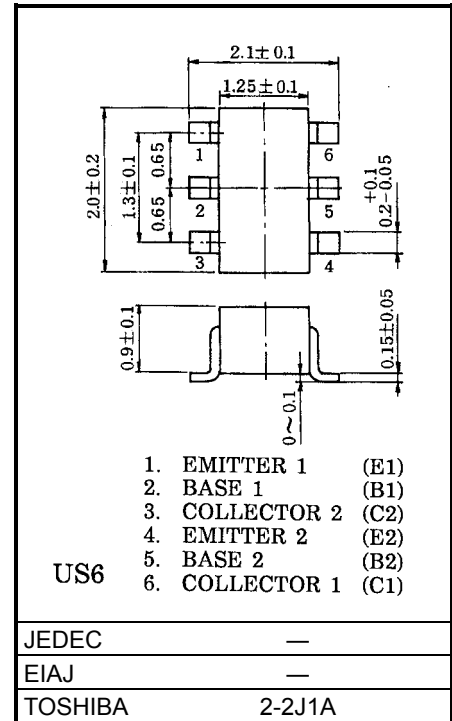 2.1± 0.1
1.25± 0.1
1
6
2
5
3
4
2.0±0.2
1.3±0.1
0.65
0.65
+0.1
0.2-0.05
0.9±0.1
0.15±0.05
0~0.1
1. EMITTER 1 (E1)
2. BASE 1 (B1)
3. COLLECTOR 2 (C2)
4. EMITTER 2 (E2)
5. BASE 2 (B2)
US6 6. COLLECTOR 1 (C1)
JEDEC —
EIAJ —
TOSHIBA 2-2J1A